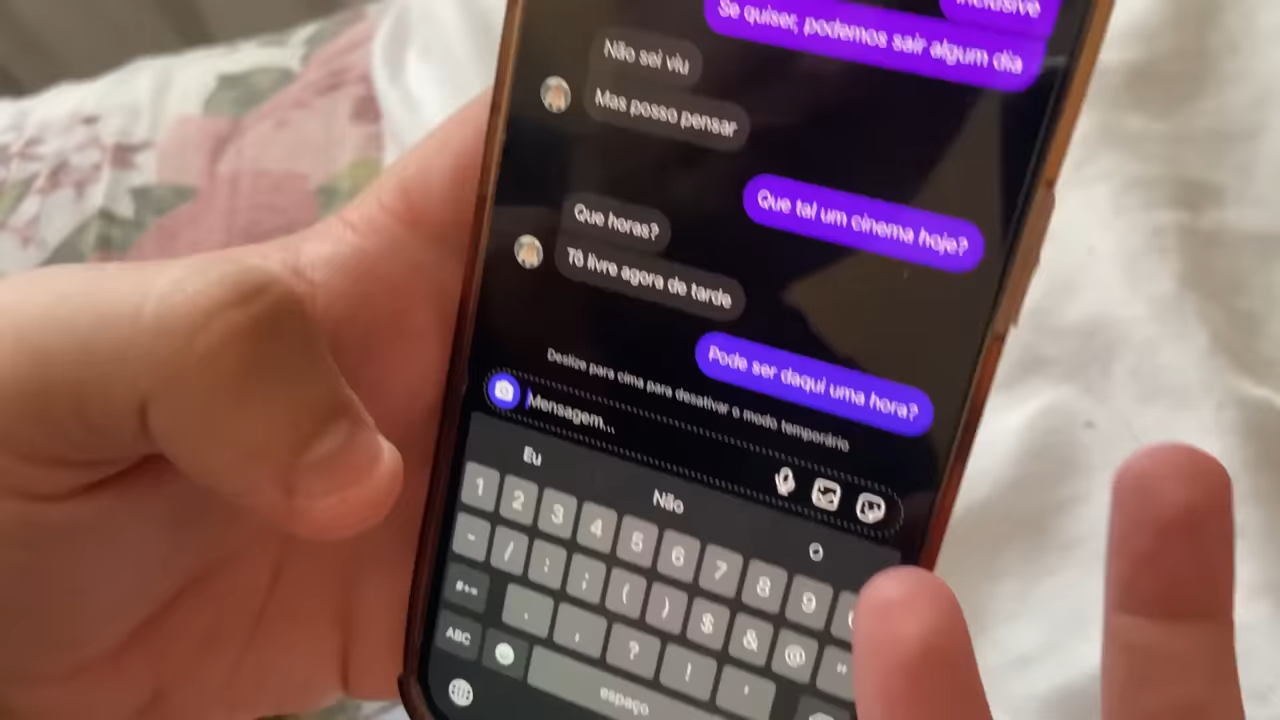 Inclusive
Se quiser, podemos sair algum dia
Não sei viu
Mas posso pensar
Que tal um cinema hoje?
Que horas?
Tô livre agora de tarde
Pode ser daqui uma hora?
Deslize para cima para desativar o modo temporário
Mensagem...
Eu
Não
O
1 2 3 4 5 6 7 8 9
- / : ; ( ) $ & @ "
#+= . , ? ! '
ABC
espaço